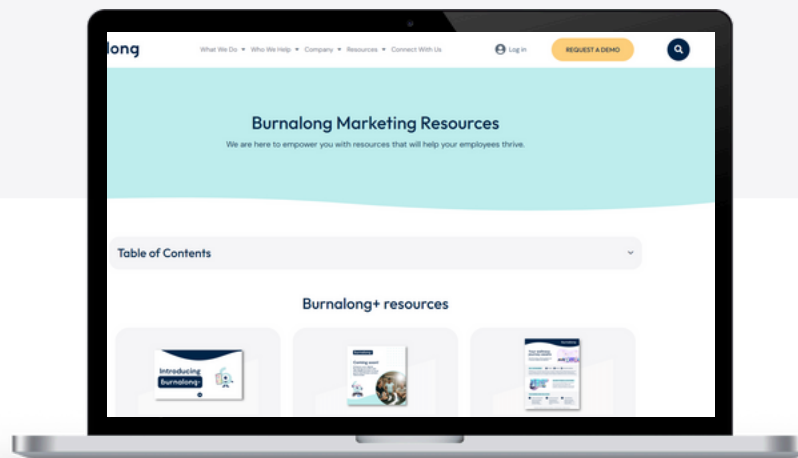 long
What We Do
Who We Help
Company
Resources
Connect With Us
Log in
REQUEST A DEMO
Burnalong Marketing Resources
We are here to empower you with resources that will help your employees thrive.
Table of Contents
Burnalong+ resources
Introducing
burnalong+
Coming soon!